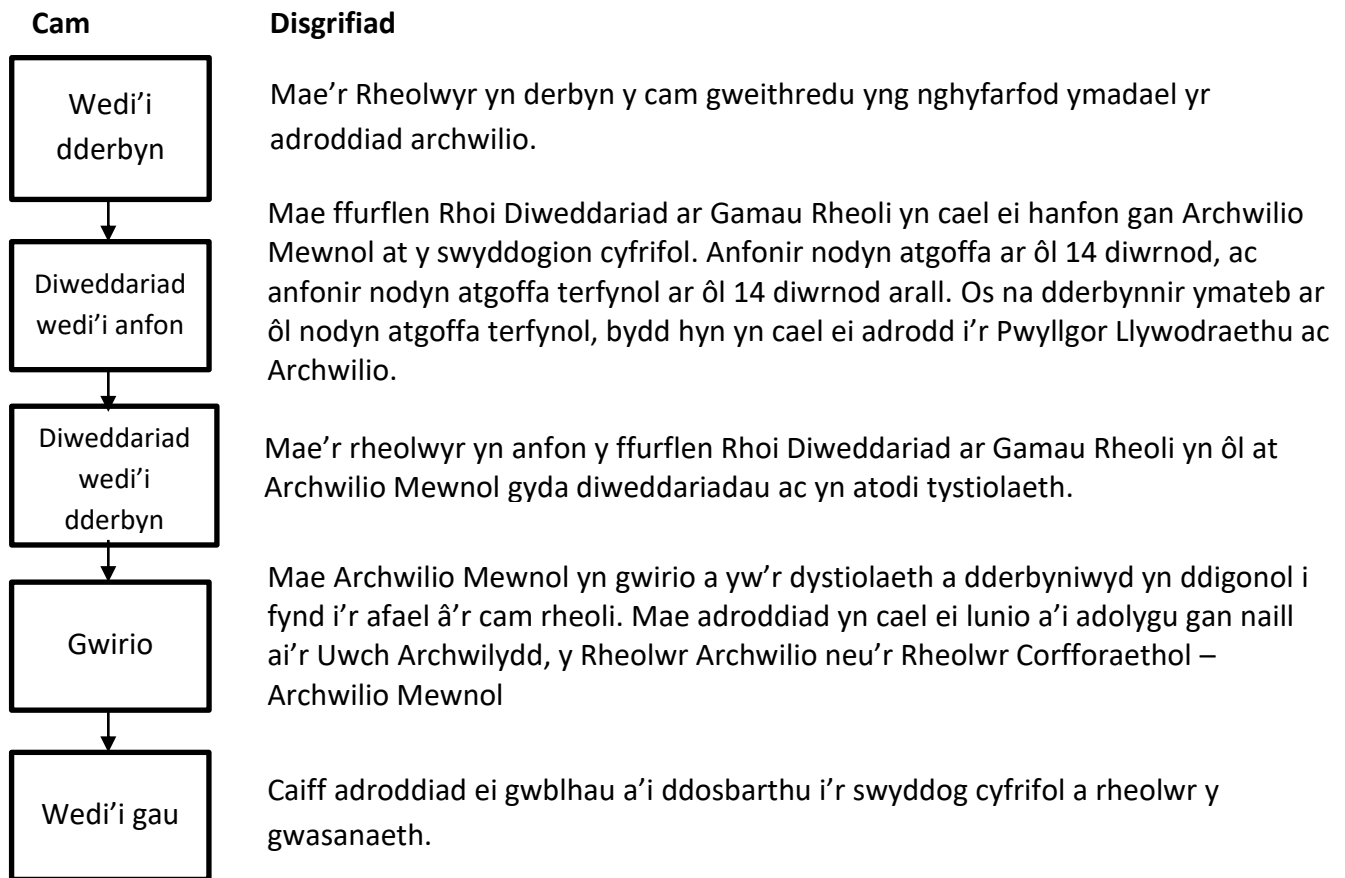 Cam Disgrifiad
Wedi’i
dderbyn
Mae’r Rheolwyr yn derbyn y cam gweithredu yng nghyfarfod ymadael yr
adroddiad archwilio.
Diweddariad
wedi’i anfon
Mae ffurflen Rhoi Diweddariad ar Gamau Rheoli yn cael ei hanfon gan Archwilio
Mewnol at y swyddogion cyfrifol. Anfonir nodyn atgoffa ar ôl 14 diwrnod, ac
anfonir nodyn atgoffa terfynol ar ôl 14 diwrnod arall. Os na dderbynnir ymateb ar
ôl nodyn atgoffa terfynol, bydd hyn yn cael ei adrodd i’r Pwyllgor Llywodraethu ac
Archwilio.
Diweddariad
wedi’i
dderbyn
Mae’r rheolwyr yn anfon y ffurflen Rhoi Diweddariad ar Gamau Rheoli yn ôl at
Archwilio Mewnol gyda diweddariadau ac yn atodi tystiolaeth.
Gwirio
Mae Archwilio Mewnol yn gwirio a yw’r dystiolaeth a dderbyniwyd yn ddigonol i
fynd i’r afael â’r cam rheoli. Mae adroddiad yn cael ei lunio a’i adolygu gan naill
ai’r Uwch Archwilydd, y Rheolwr Archwilio neu’r Rheolwr Corfforaethol –
Archwilio Mewnol
Wedi’i gau
Caiff adroddiad ei gwblhau a’i ddosbarthu i’r swyddog cyfrifol a rheolwr y
gwasanaeth.